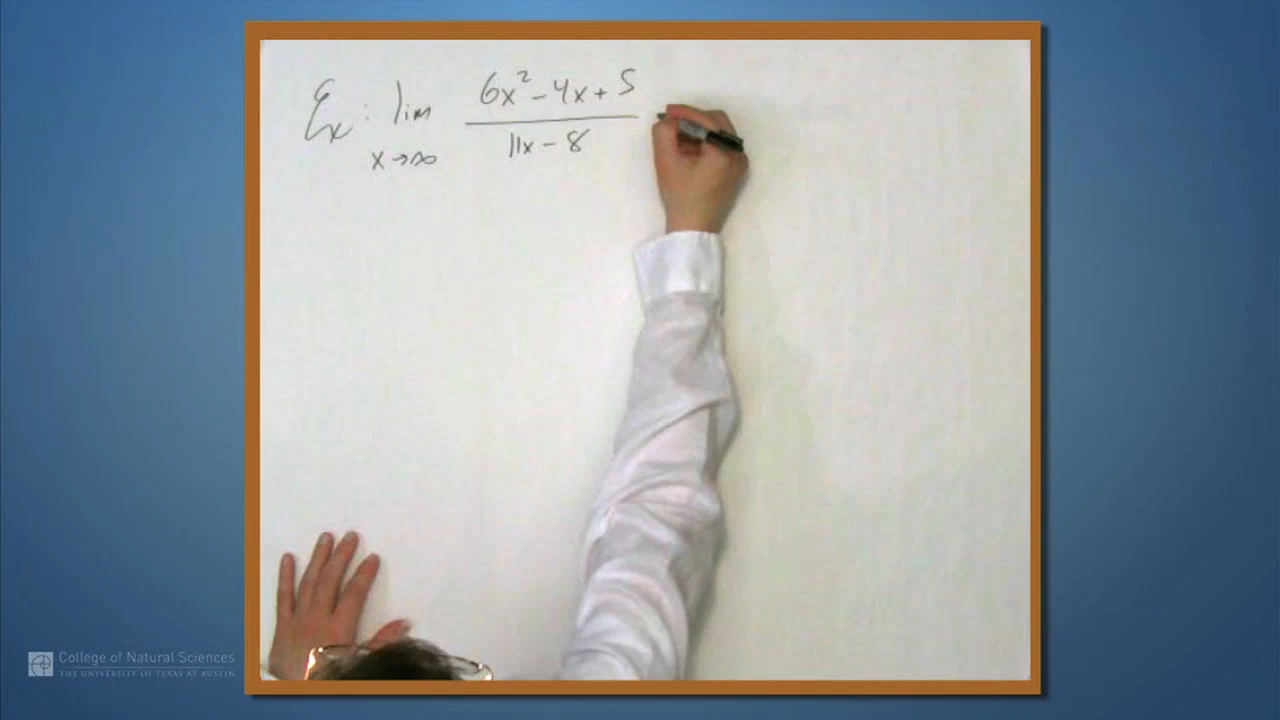 Ex: lim 6x² - 4x + 5
x→∞ 11x - 8
College of Natural Sciences
THE UNIVERSITY OF TEXAS AT AUSTIN